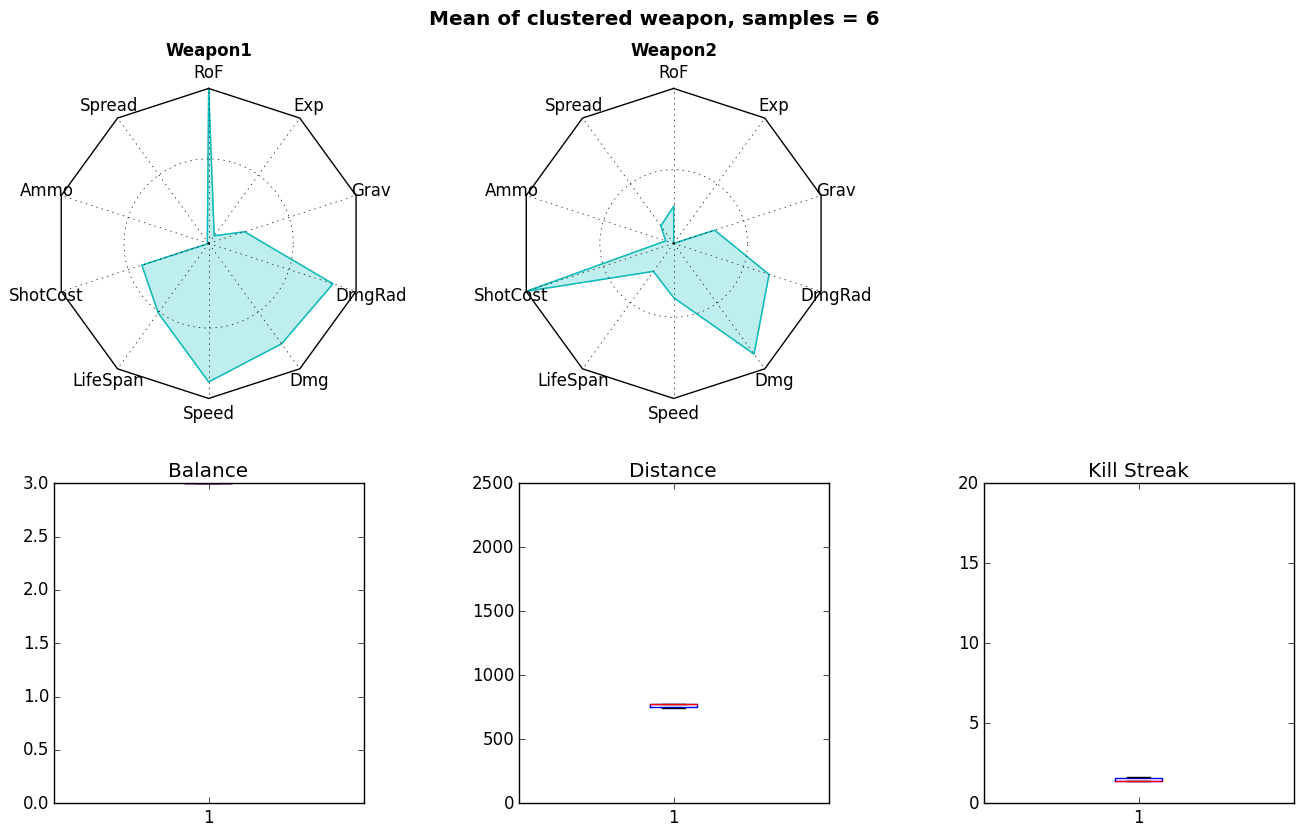 Mean of clustered weapon, samples = 6
Weapon1
RoF
Spread
Exp
Ammo
Grav
ShotCost
DmgRad
LifeSpan
Dmg
Speed
Weapon2
RoF
Spread
Exp
Ammo
Grav
ShotCost
DmgRad
LifeSpan
Dmg
Speed
Balance
3.0
2.5
2.0
1.5
1.0
0.5
0.0
1
Distance
2500
2000
1500
1000
500
0
1
Kill Streak
20
15
10
5
0
1